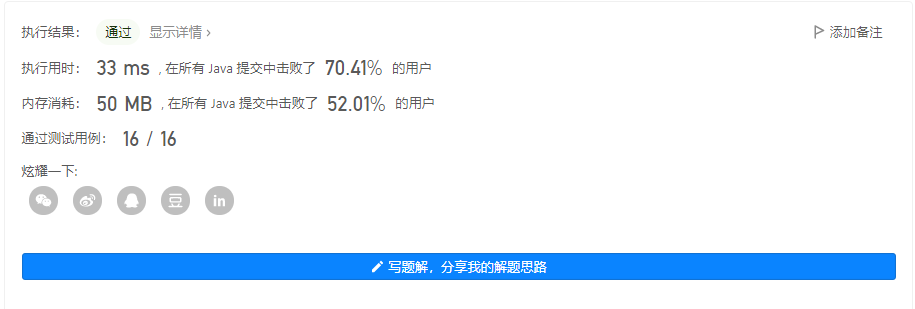 执行结果： 通过 显示详情 › 添加备注
执行用时： 33 ms , 在所有 Java 提交中击败了 70.41% 的用户
内存消耗： 50 MB , 在所有 Java 提交中击败了 52.01% 的用户
通过测试用例： 16 / 16
炫耀一下:
豆 in
写题解，分享我的解题思路